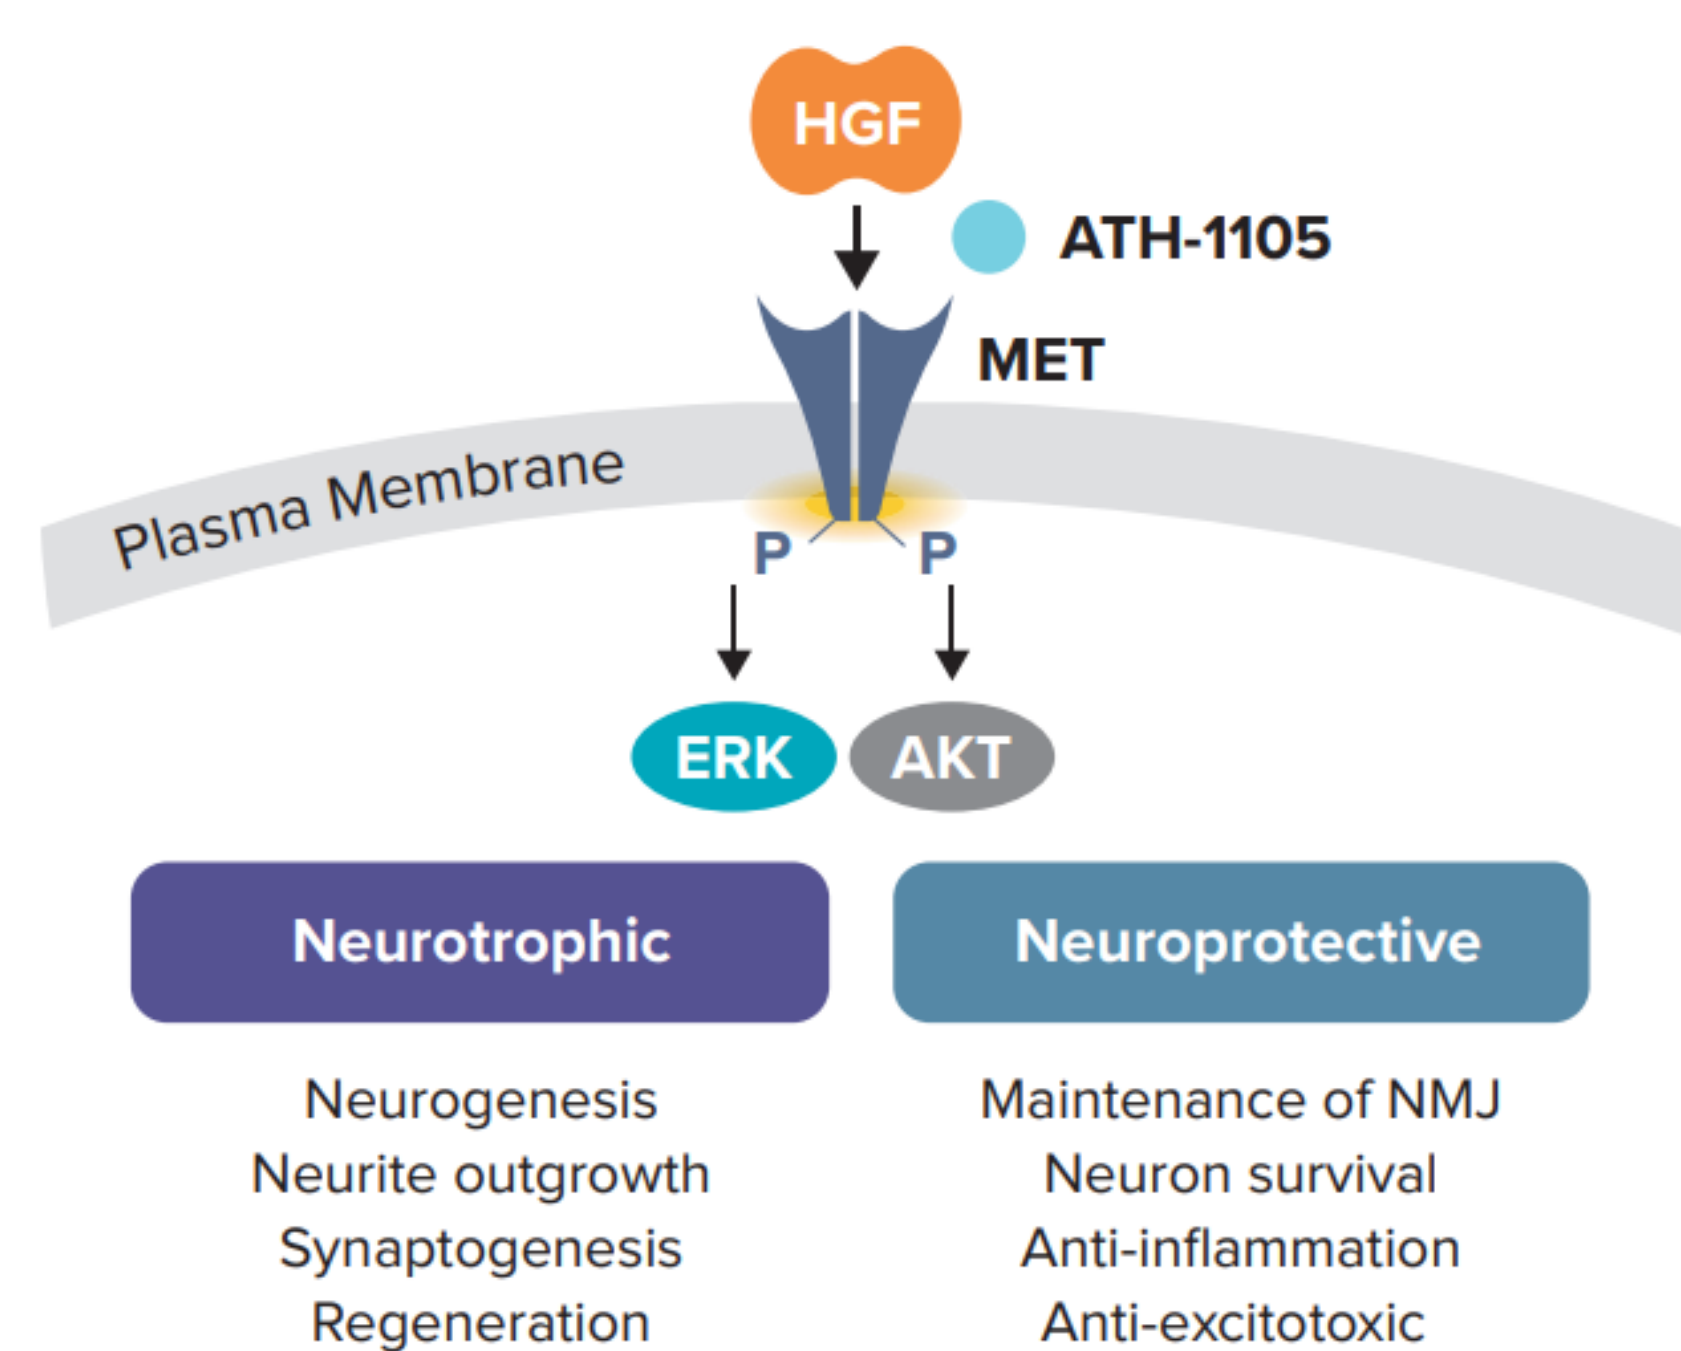 HGF
ATH-1105
MET
Plasma Membrane
P P
ERK AKT
Neurotrophic
Neurogenesis
Neurite outgrowth
Synaptogenesis
Regeneration
Neuroprotective
Maintenance of NMJ
Neuron survival
Anti-inflammation
Anti-excitotoxic